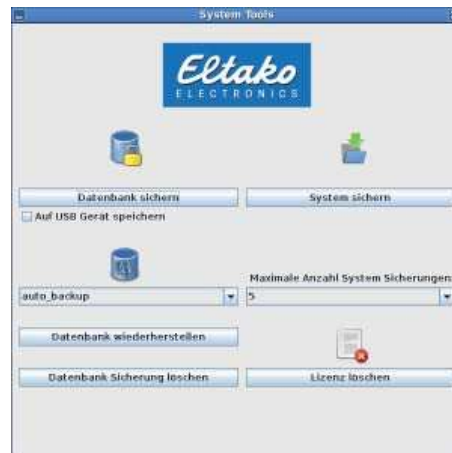 System Tools
Eltako
ELECTRONICS
Datenbank sichern
System sichern
Auf USB Gerät speichern
Maximale Anzahl System Sicherungen:
auto_backup
5
Datenbank wiederherstellen
Datenbank Sicherung löschen
Lizenz löschen